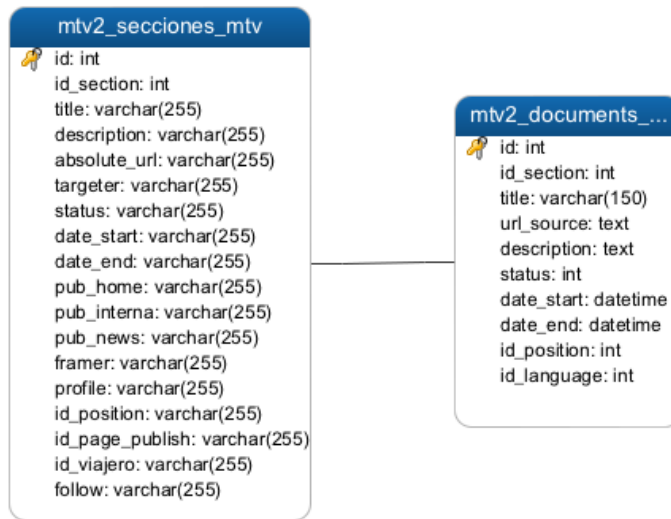 mtv2_secciones_mtv
id: int
id_section: int
title: varchar(255)
description: varchar(255)
absolute_url: varchar(255)
targeter: varchar(255)
status: varchar(255)
date_start: varchar(255)
date_end: varchar(255)
pub_home: varchar(255)
pub_interna: varchar(255)
pub_news: varchar(255)
framer: varchar(255)
profile: varchar(255)
id_position: varchar(255)
id_page_publish: varchar(255)
id_viajero: varchar(255)
follow: varchar(255)
mtv2_documents_...
id: int
id_section: int
title: varchar(150)
url_source: text
description: text
status: int
date_start: datetime
date_end: datetime
id_position: int
id_language: int